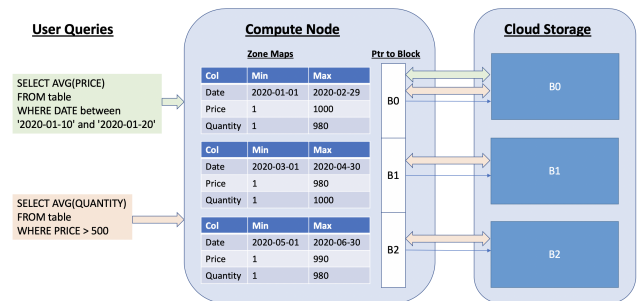 User Queries
Compute Node
Cloud Storage
Zone Maps
Ptr to Block
SELECT AVG(PRICE)
FROM table
WHERE DATE between
'2020-01-10' and '2020-01-20'
SELECT AVG(QUANTITY)
FROM table
WHERE PRICE > 500
Col Min Max
Date 2020-01-01 2020-02-29
Price 1 1000
Quantity 1 980
Col Min Max
Date 2020-03-01 2020-04-30
Price 1 980
Quantity 1 1000
Col Min Max
Date 2020-05-01 2020-06-30
Price 1 990
Quantity 1 980
B0
B1
B2
B0
B1
B2